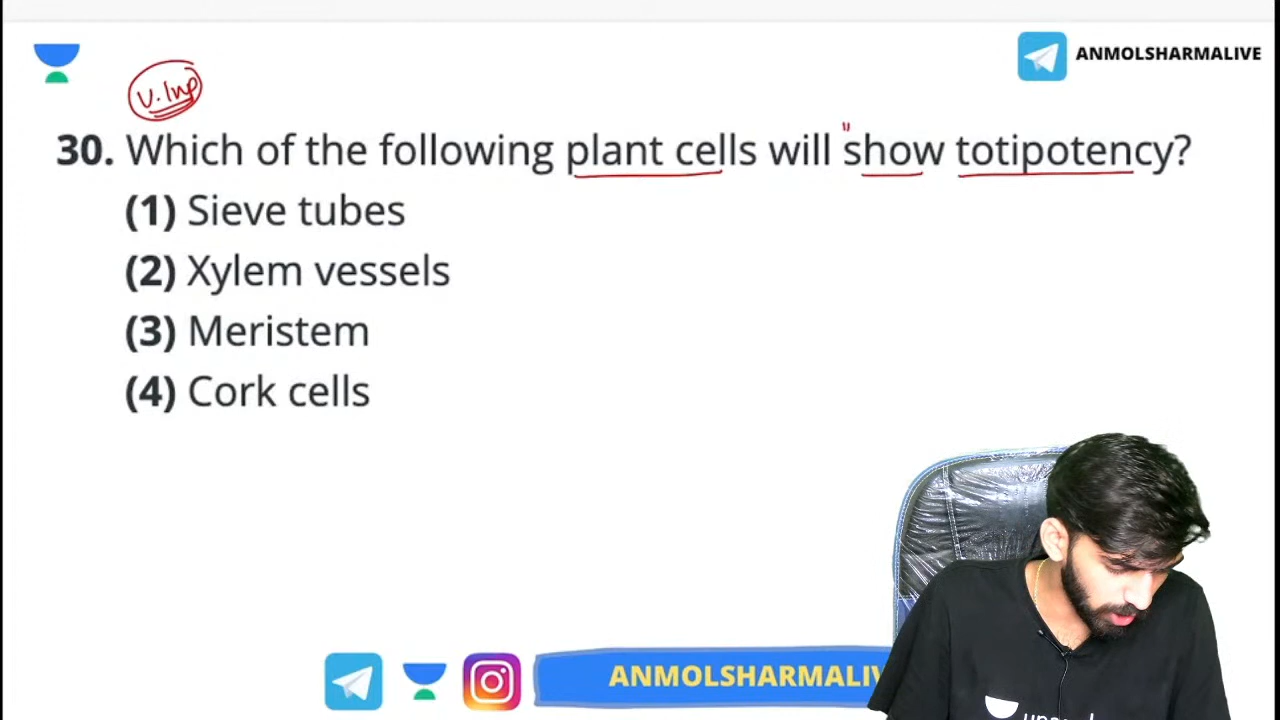 ANMOLSHARMALIVE
V. Imp
30. Which of the following plant cells will show totipotency?
(1) Sieve tubes
(2) Xylem vessels
(3) Meristem
(4) Cork cells
ANMOLSHARMALIV